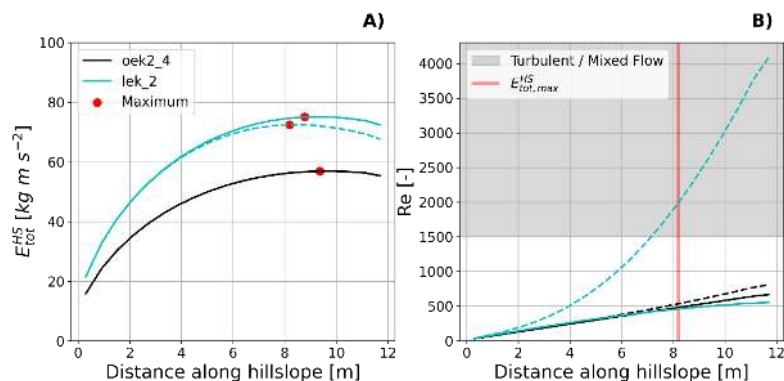 A)
100
80
60
40
20
0
E_tot^HS [kg m s^−2]
oek2_4
lek_2
Maximum
0 2 4 6 8 10 12
Distance along hillslope [m]
B)
4000
3500
3000
2500
2000
1500
1000
500
0
Re [-]
Turbulent / Mixed Flow
E_tot,max^HS
0 2 4 6 8 10 12
Distance along hillslope [m]